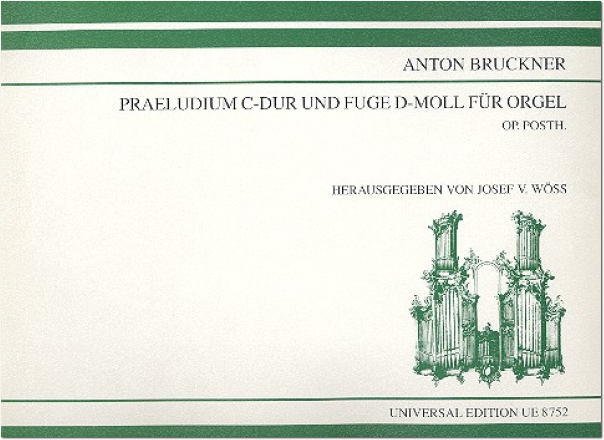 ANTON BRUCKNER
PRAELUDIUM C-DUR UND FUGE D-MOLL FÜR ORGEL
OP. POSTH.
HERAUSGEGEBEN VON JOSEF V. WÖSS
UNIVERSAL EDITION UE 8752